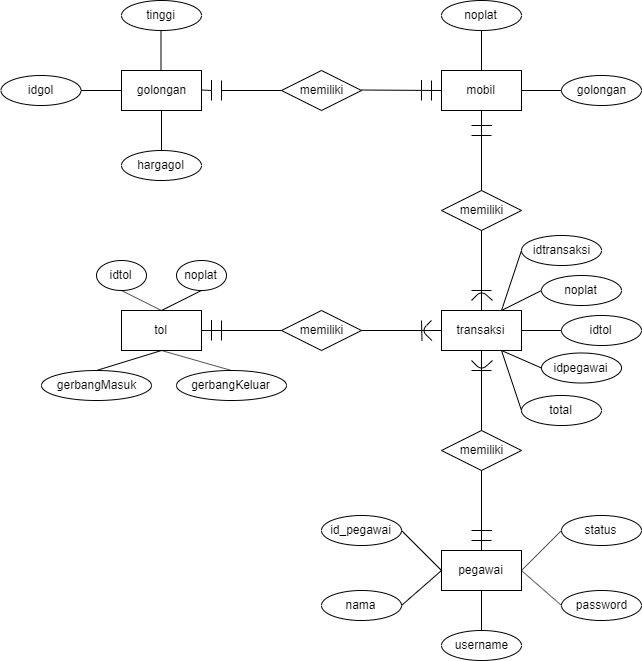 tinggi
noplat
idgol
golongan
memiliki
mobil
golongan
hargagol
memiliki
idtransaksi
idtol
noplat
noplat
tol
memiliki
transaksi
idtol
idpegawai
gerbangMasuk
gerbangKeluar
total
memiliki
id_pegawai
status
pegawai
nama
password
username